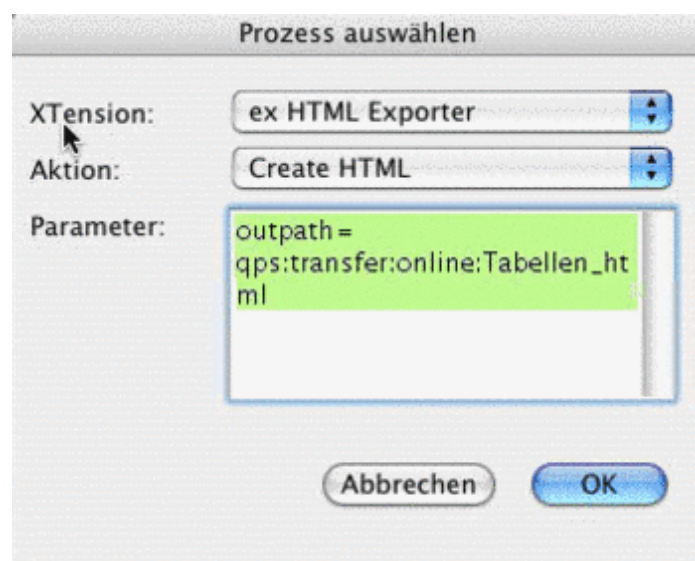 Prozess auswählen
XTension: ex HTML Exporter
Aktion: Create HTML
Parameter: outpath=
qps:transfer:online:Tabellen_ht
ml
Abbrechen OK